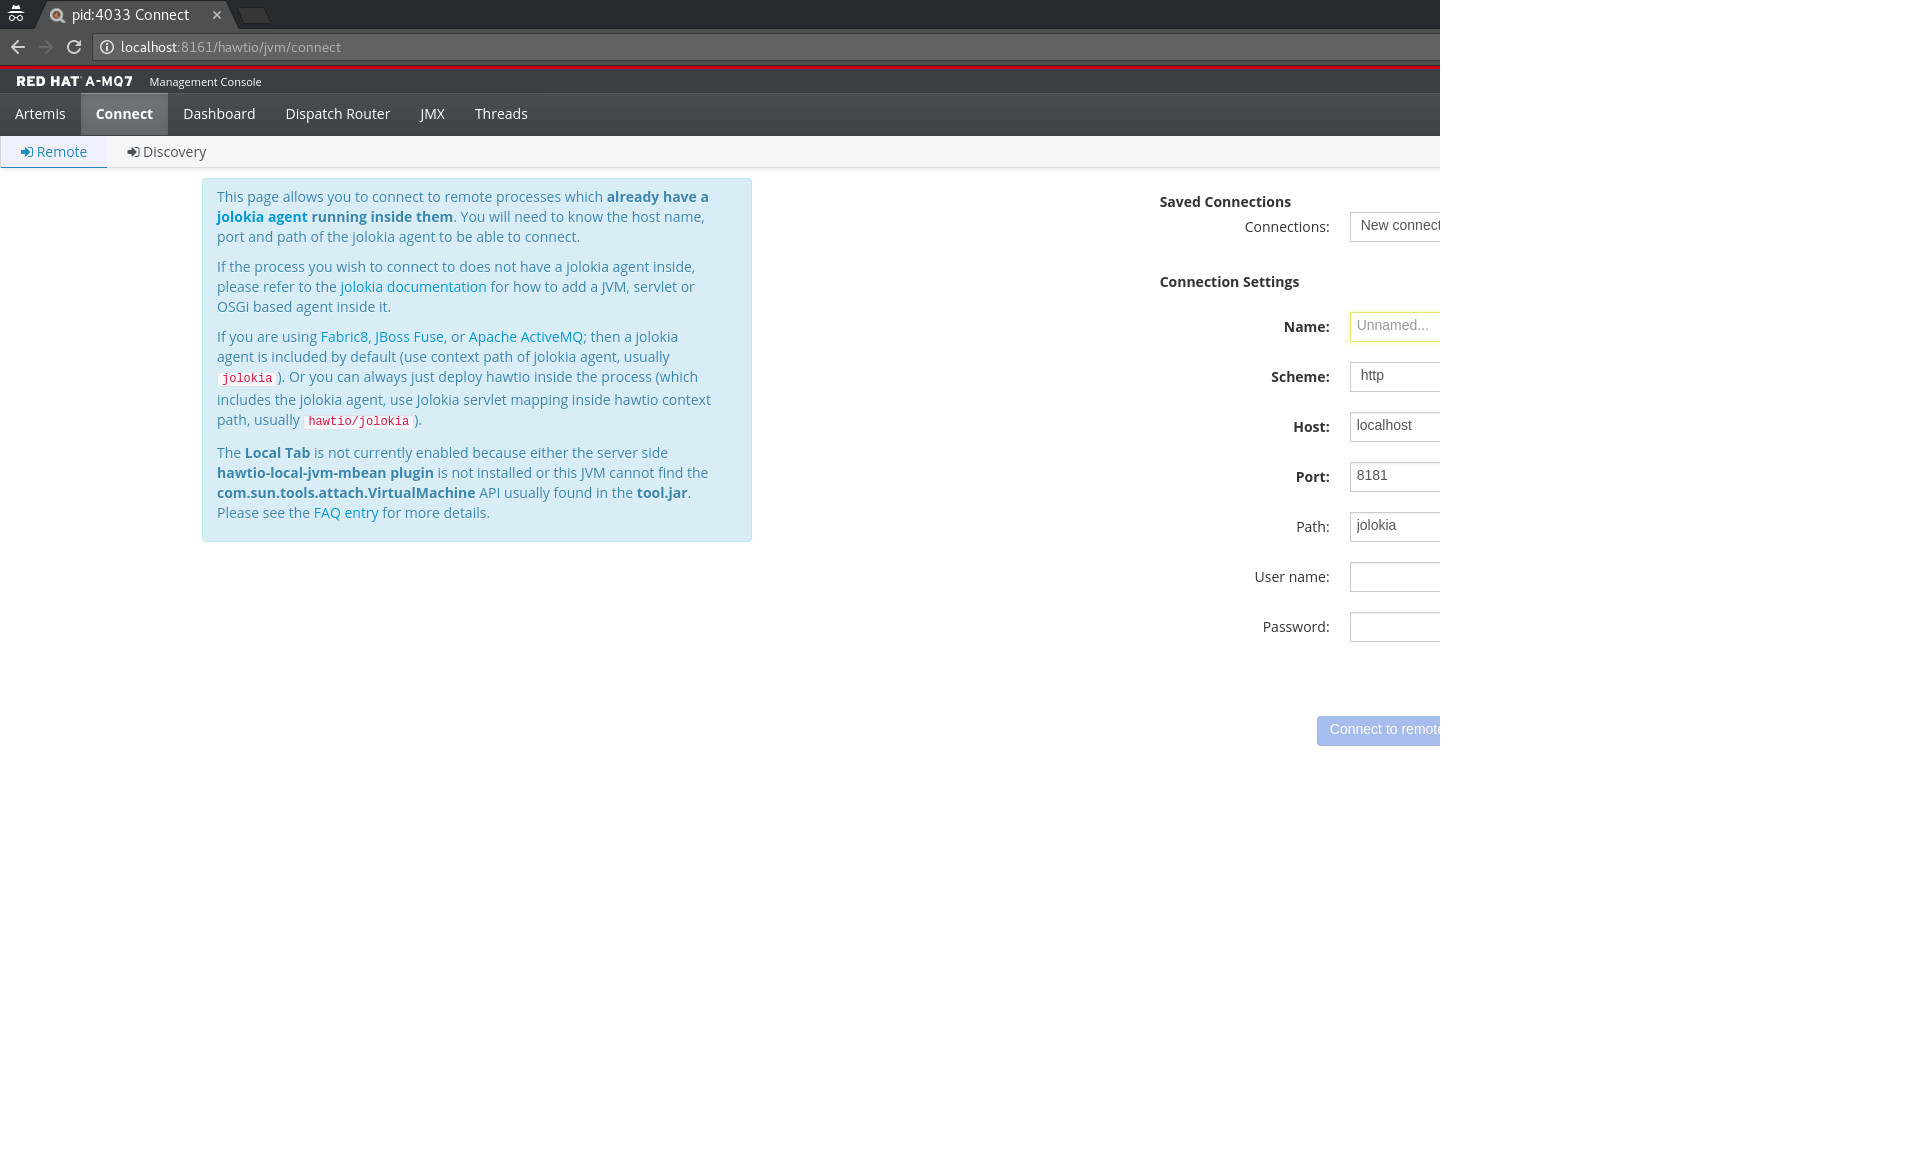 pid:4033 Connect
localhost:8161/hawtio/jvm/connect
RED HAT A-MQ7 Management Console
Artemis Connect Dashboard Dispatch Router JMX Threads
Remote Discovery
This page allows you to connect to remote processes which already have a
jolokia agent running inside them. You will need to know the host name,
port and path of the jolokia agent to be able to connect.
If the process you wish to connect to does not have a jolokia agent inside,
please refer to the jolokia documentation for how to add a JVM, servlet or
OSGi based agent inside it.
If you are using Fabric8, JBoss Fuse, or Apache ActiveMQ; then a jolokia
agent is included by default (use context path of jolokia agent, usually
jolokia ). Or you can always just deploy hawtio inside the process (which
includes the jolokia agent, use Jolokia servlet mapping inside hawtio context
path, usually hawtio/jolokia ).
The Local Tab is not currently enabled because either the server side
hawtio-local-jvm-mbean plugin is not installed or this JVM cannot find the
com.sun.tools.attach.VirtualMachine API usually found in the tool.jar.
Please see the FAQ entry for more details.
Saved Connections
Connections: New connect
Connection Settings
Name: Unnamed...
Scheme: http
Host: localhost
Port: 8181
Path: jolokia
User name:
Password:
Connect to remote